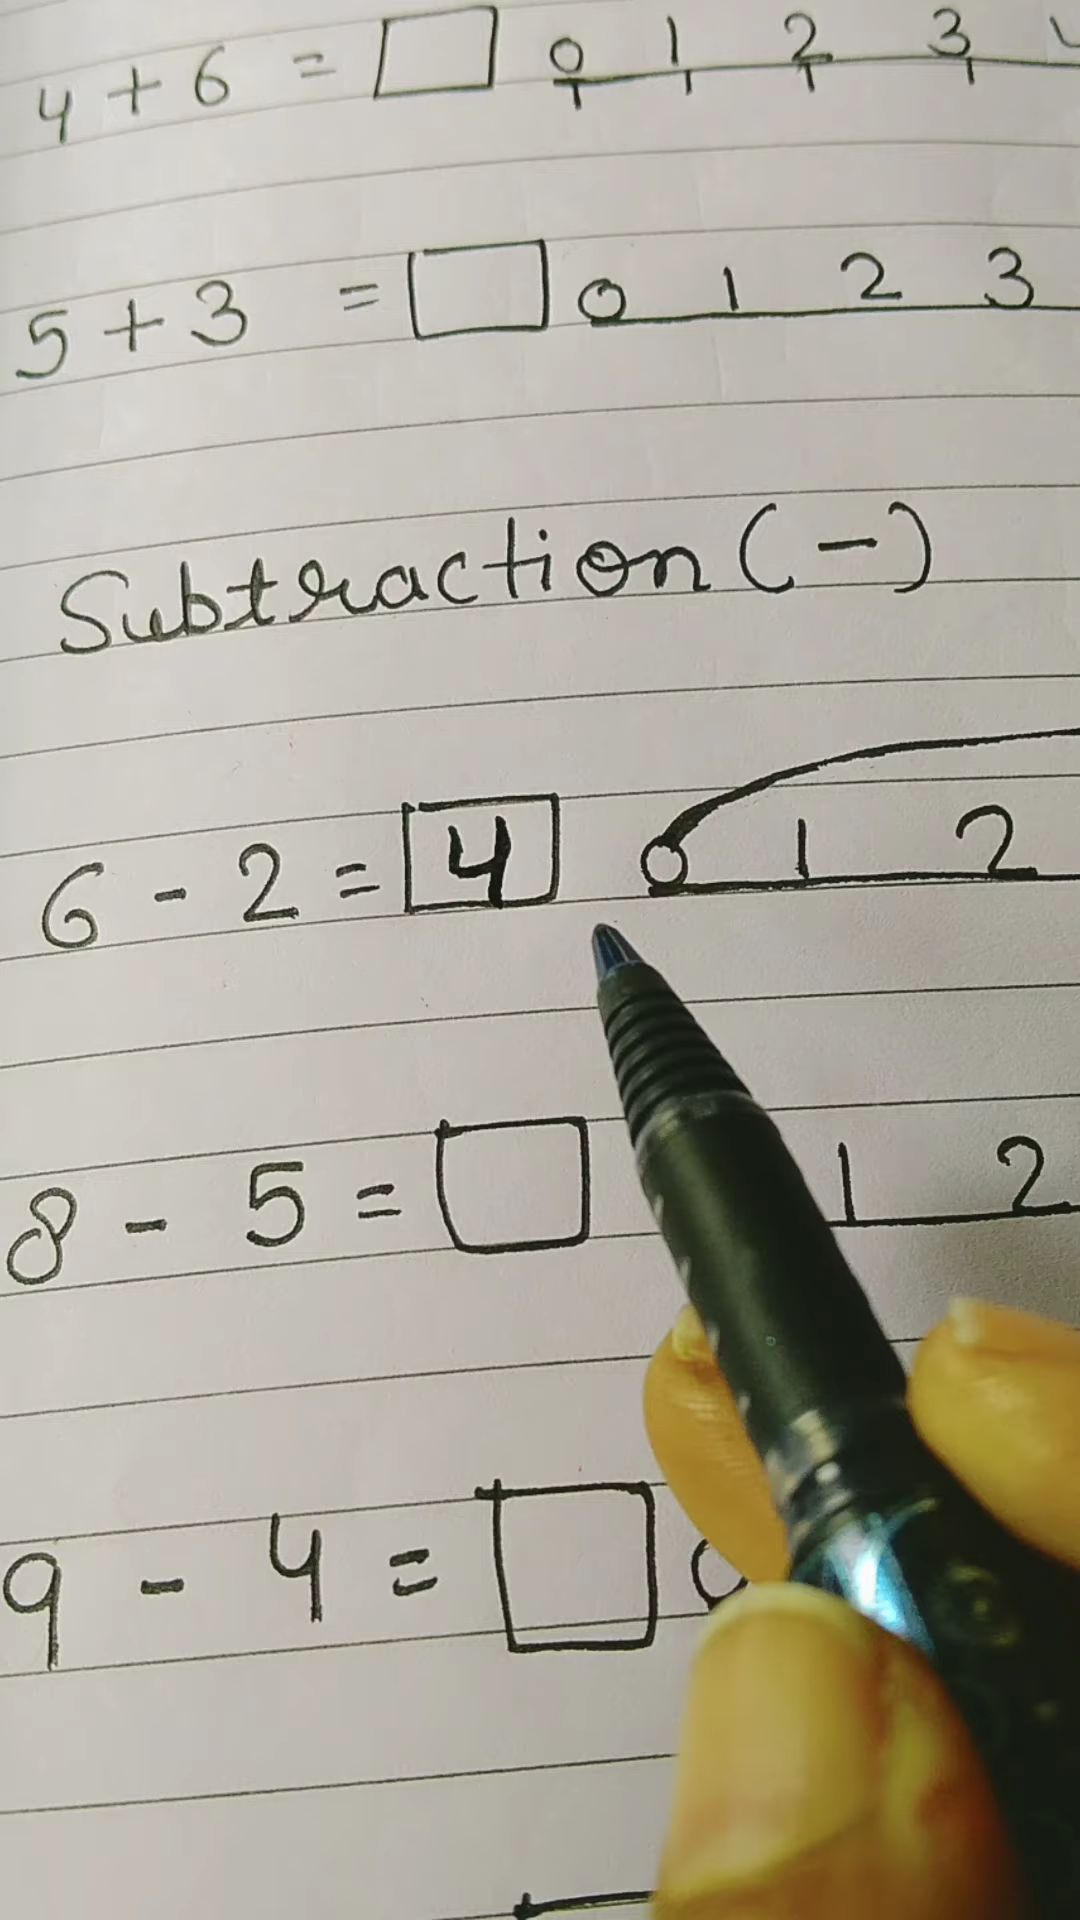 4 + 6 = 0 1 2 3
5 + 3 = 0 1 2 3
Subtraction (-)
6 - 2 = 4 0 1 2
8 - 5 = 1 2
9 - 4 =